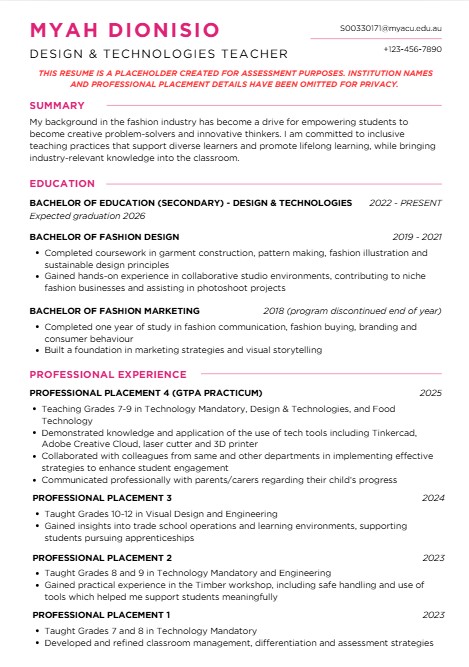 MYAH DIONISIO
S00330171@myacu.edu.au
DESIGN & TECHNOLOGIES TEACHER
+123-456-7890
THIS RESUME IS A PLACEHOLDER CREATED FOR ASSESSMENT PURPOSES. INSTITUTION NAMES
AND PROFESSIONAL PLACEMENT DETAILS HAVE BEEN OMITTED FOR PRIVACY.
SUMMARY
My background in the fashion industry has become a drive for empowering students to
become creative problem-solvers and innovative thinkers. I am committed to inclusive
teaching practices that support diverse learners and promote lifelong learning, while bringing
industry-relevant knowledge into the classroom.
EDUCATION
BACHELOR OF EDUCATION (SECONDARY) - DESIGN & TECHNOLOGIES 2022 - PRESENT
Expected graduation 2026
BACHELOR OF FASHION DESIGN 2019 - 2021
• Completed coursework in garment construction, pattern making, fashion illustration and
sustainable design principles
• Gained hands-on experience in collaborative studio environments, contributing to niche
fashion businesses and assisting in photoshoot projects
BACHELOR OF FASHION MARKETING 2018 (program discontinued end of year)
• Completed one year of study in fashion communication, fashion buying, branding and
consumer behaviour
• Built a foundation in marketing strategies and visual storytelling
PROFESSIONAL EXPERIENCE
PROFESSIONAL PLACEMENT 4 (GTPA PRACTICUM) 2025
• Teaching Grades 7-9 in Technology Mandatory, Design & Technologies, and Food
Technology
• Demonstrated knowledge and application of the use of tech tools including Tinkercad,
Adobe Creative Cloud, laser cutter and 3D printer
• Collaborated with colleagues from same and other departments in implementing effective
strategies to enhance student engagement
• Communicated professionally with parents/carers regarding their child's progress
PROFESSIONAL PLACEMENT 3 2024
• Taught Grades 10-12 in Visual Design and Engineering
• Gained insights into trade school operations and learning environments, supporting
students pursuing apprenticeships
PROFESSIONAL PLACEMENT 2 2023
• Taught Grades 8 and 9 in Technology Mandatory and Engineering
• Gained practical experience in the Timber workshop, including safe handling and use of
tools which helped me support students meaningfully
PROFESSIONAL PLACEMENT 1 2023
• Taught Grades 7 and 8 in Technology Mandatory
• Developed and refined classroom management, differentiation and assessment strategies